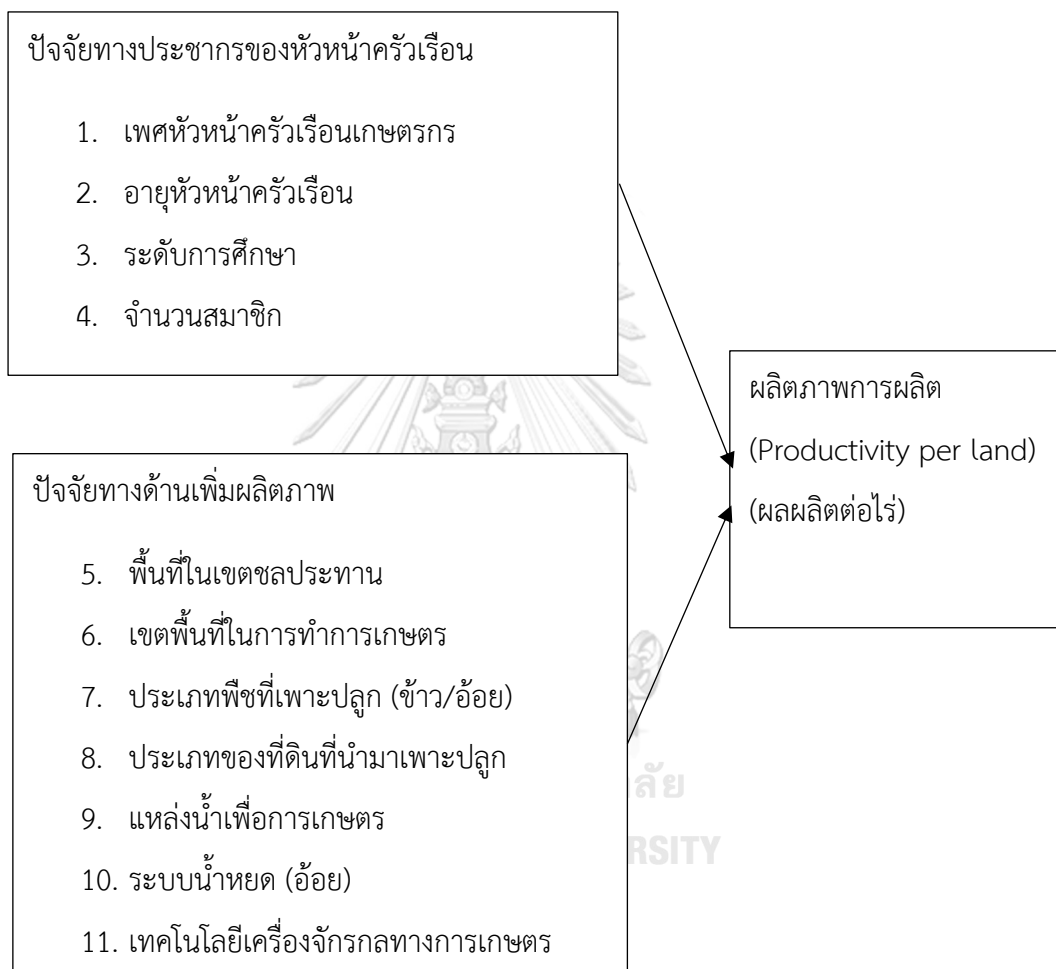 ปัจจัยทางประชากรของหัวหน้าครัวเรือน
1. เพศหัวหน้าครัวเรือนเกษตรกร
2. อายุหัวหน้าครัวเรือน
3. ระดับการศึกษา
4. จำนวนสมาชิก
ผลิตภาพการผลิต
(Productivity per land)
(ผลผลิตต่อไร่)
ปัจจัยทางด้านเพิ่มผลิตภาพ
5. พื้นที่ในเขตชลประทาน
6. เขตพื้นที่ในการทำการเกษตร
7. ประเภทพืชที่เพาะปลูก (ข้าว/อ้อย)
8. ประเภทของที่ดินที่นำมาเพาะปลูก
9. แหล่งน้ำเพื่อการเกษตร
10. ระบบน้ำหยด (อ้อย)
11. เทคโนโลยีเครื่องจักรกลทางการเกษตร
ลัย
RSITY